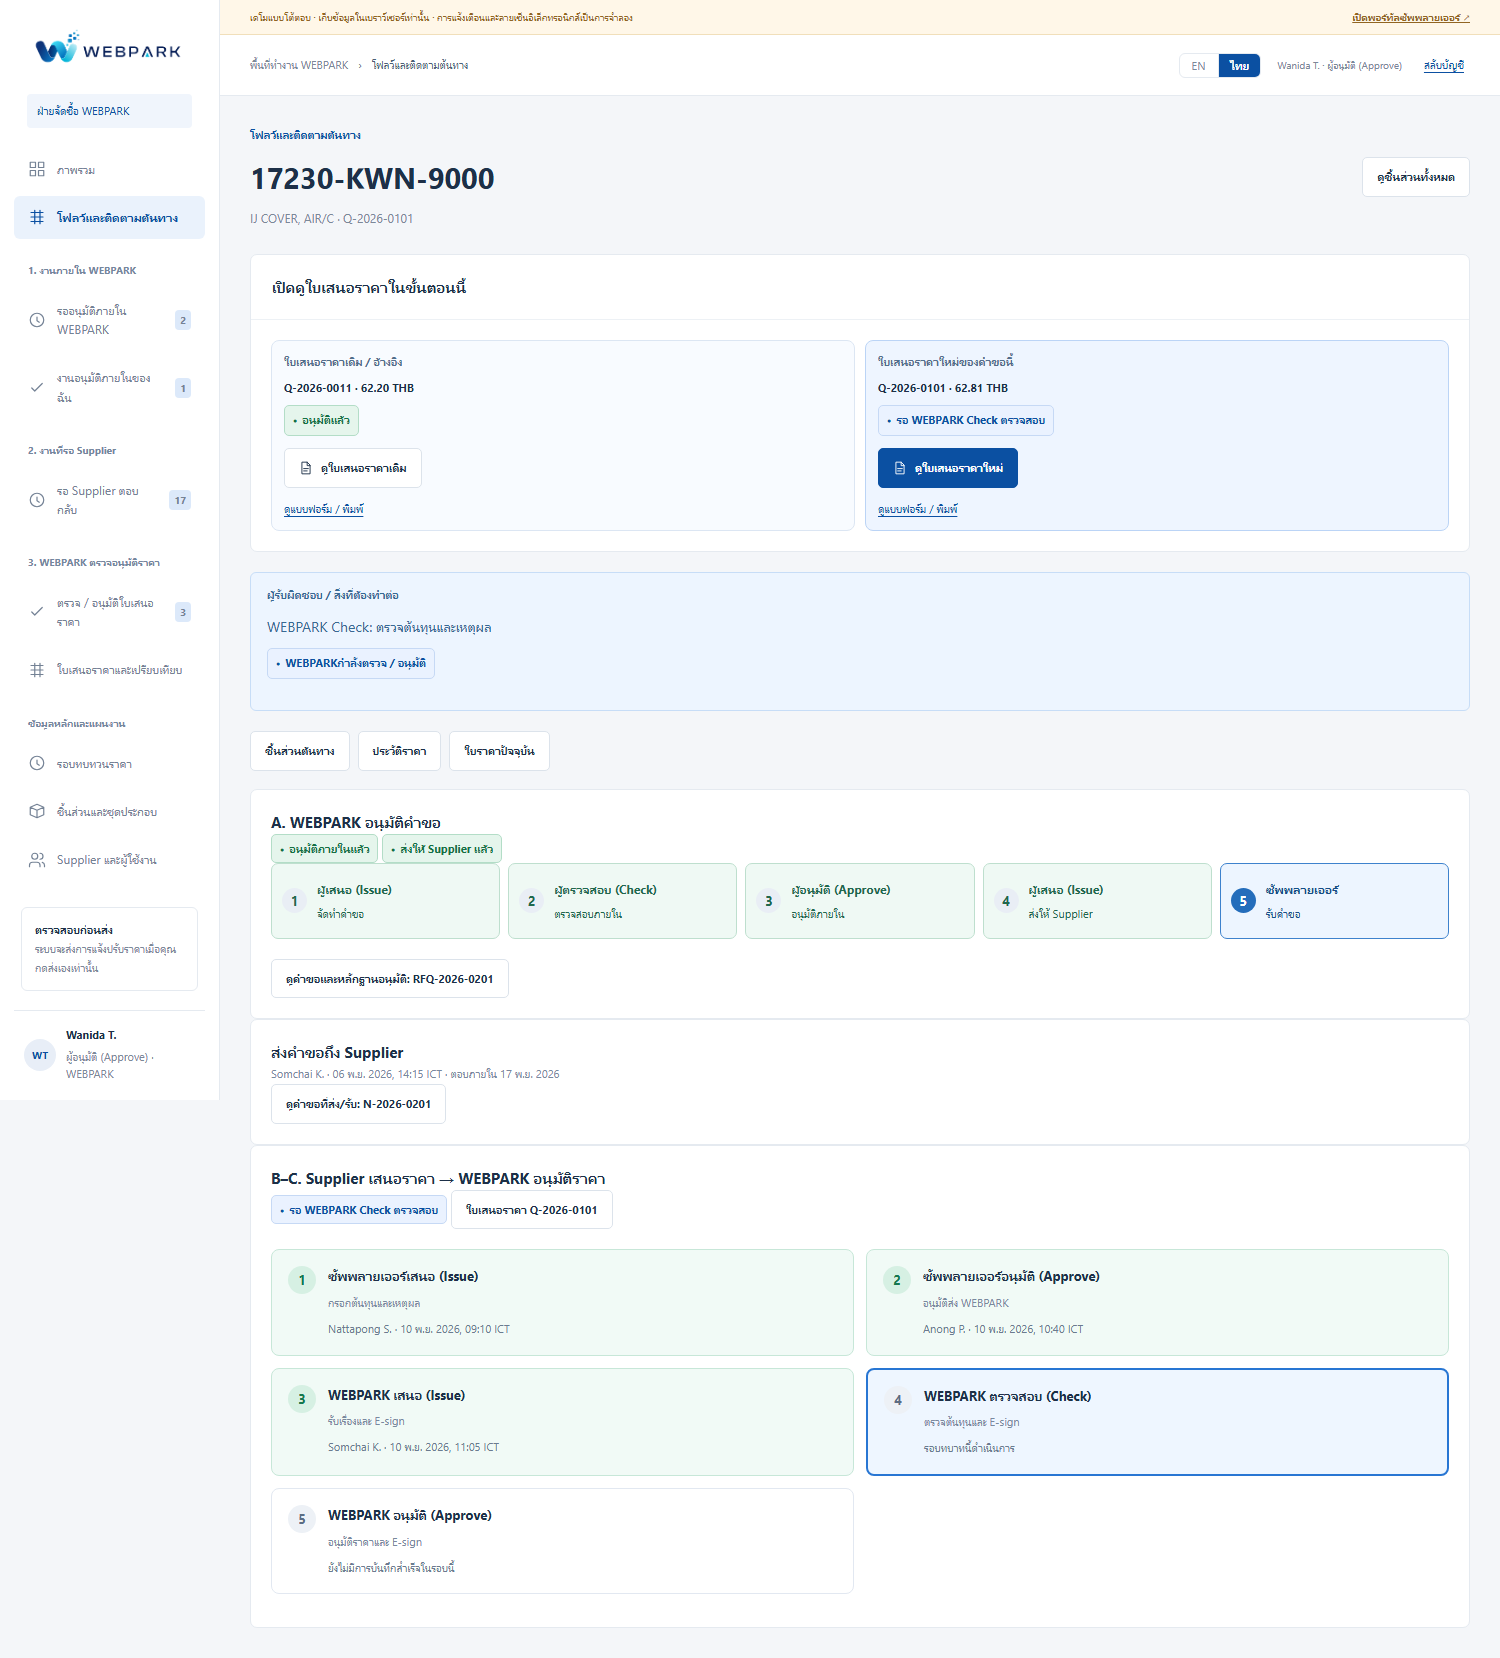 เดโมแบบโต้ตอบ · เก็บข้อมูลในเบราว์เซอร์เท่านั้น · การแจ้งเตือนและลายเซ็นอิเล็กทรอนิกส์เป็นการจำลอง
เปิดพอร์ทัลซัพพลายเออร์ ↗
WEBPARK
พื้นที่ทำงาน WEBPARK › โฟลว์และติดตามต้นทาง
EN ไทย
Wanida T. · ผู้อนุมัติ (Approve)
สลับบัญชี
ฝ่ายจัดซื้อ WEBPARK
ภาพรวม
โฟลว์และติดตามต้นทาง
1. งานภายใน WEBPARK
รออนุมัติภายใน
WEBPARK
2
งานอนุมัติภายในของ
ฉัน
1
2. งานที่รอ Supplier
รอ Supplier ตอบ
กลับ
17
3. WEBPARK ตรวจอนุมัติราคา
ตรวจ / อนุมัติใบเสนอ
ราคา
3
ใบเสนอราคาและเปรียบเทียบ
ข้อมูลหลักและแผนงาน
รอบทบทวนราคา
ชิ้นส่วนและชุดประกอบ
Supplier และผู้ใช้งาน
ตรวจสอบก่อนส่ง
ระบบจะส่งการแจ้งปรับราคาเมื่อคุณ
กดส่งเองเท่านั้น
WT
Wanida T.
ผู้อนุมัติ (Approve) ·
WEBPARK
โฟลว์และติดตามต้นทาง
17230-KWN-9000
ดูชิ้นส่วนทั้งหมด
IJ COVER, AIR/C · Q-2026-0101
เปิดดูใบเสนอราคาในขั้นตอนนี้
ใบเสนอราคาเดิม / อ้างอิง
Q-2026-0011 · 62.20 THB
• อนุมัติแล้ว
ดูใบเสนอราคาเดิม
ดูแบบฟอร์ม / พิมพ์
ใบเสนอราคาใหม่ของคำขอนี้
Q-2026-0101 · 62.81 THB
• รอ WEBPARK Check ตรวจสอบ
ดูใบเสนอราคาใหม่
ดูแบบฟอร์ม / พิมพ์
ผู้รับผิดชอบ / สิ่งที่ต้องทำต่อ
WEBPARK Check: ตรวจต้นทุนและเหตุผล
• WEBPARKกำลังตรวจ / อนุมัติ
ชิ้นส่วนต้นทาง
ประวัติราคา
ใบราคาปัจจุบัน
A. WEBPARK อนุมัติคำขอ
• อนุมัติภายในแล้ว
• ส่งให้ Supplier แล้ว
1
ผู้เสนอ (Issue)
จัดทำคำขอ
2
ผู้ตรวจสอบ (Check)
ตรวจสอบภายใน
3
ผู้อนุมัติ (Approve)
อนุมัติภายใน
4
ผู้เสนอ (Issue)
ส่งให้ Supplier
5
ซัพพลายเออร์
รับคำขอ
ดูคำขอและหลักฐานอนุมัติ: RFQ-2026-0201
ส่งคำขอถึง Supplier
Somchai K. · 06 พ.ย. 2026, 14:15 ICT · ตอบภายใน 17 พ.ย. 2026
ดูคำขอที่ส่ง/รับ: N-2026-0201
B–C. Supplier เสนอราคา → WEBPARK อนุมัติราคา
• รอ WEBPARK Check ตรวจสอบ
ใบเสนอราคา Q-2026-0101
1
ซัพพลายเออร์เสนอ (Issue)
กรอกต้นทุนและเหตุผล
Nattapong S. · 10 พ.ย. 2026, 09:10 ICT
2
ซัพพลายเออร์อนุมัติ (Approve)
อนุมัติส่ง WEBPARK
Anong P. · 10 พ.ย. 2026, 10:40 ICT
3
WEBPARK เสนอ (Issue)
รับเรื่องและ E-sign
Somchai K. · 10 พ.ย. 2026, 11:05 ICT
4
WEBPARK ตรวจสอบ (Check)
ตรวจต้นทุนและ E-sign
รอบทบาทนี้ดำเนินการ
5
WEBPARK อนุมัติ (Approve)
อนุมัติราคาและ E-sign
ยังไม่มีการบันทึกสำเร็จในรอบนี้